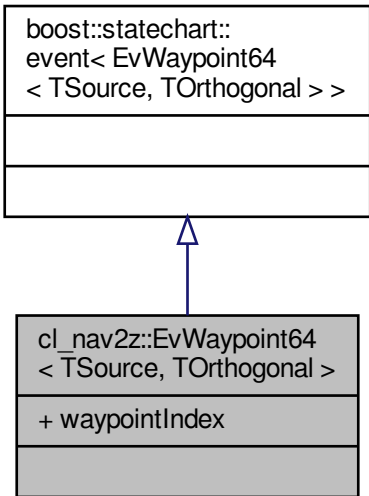 boost::statechart::
event< EvWaypoint64
< TSource, TOrthogonal > >
cl_nav2z::EvWaypoint64
< TSource, TOrthogonal >
+ waypointIndex